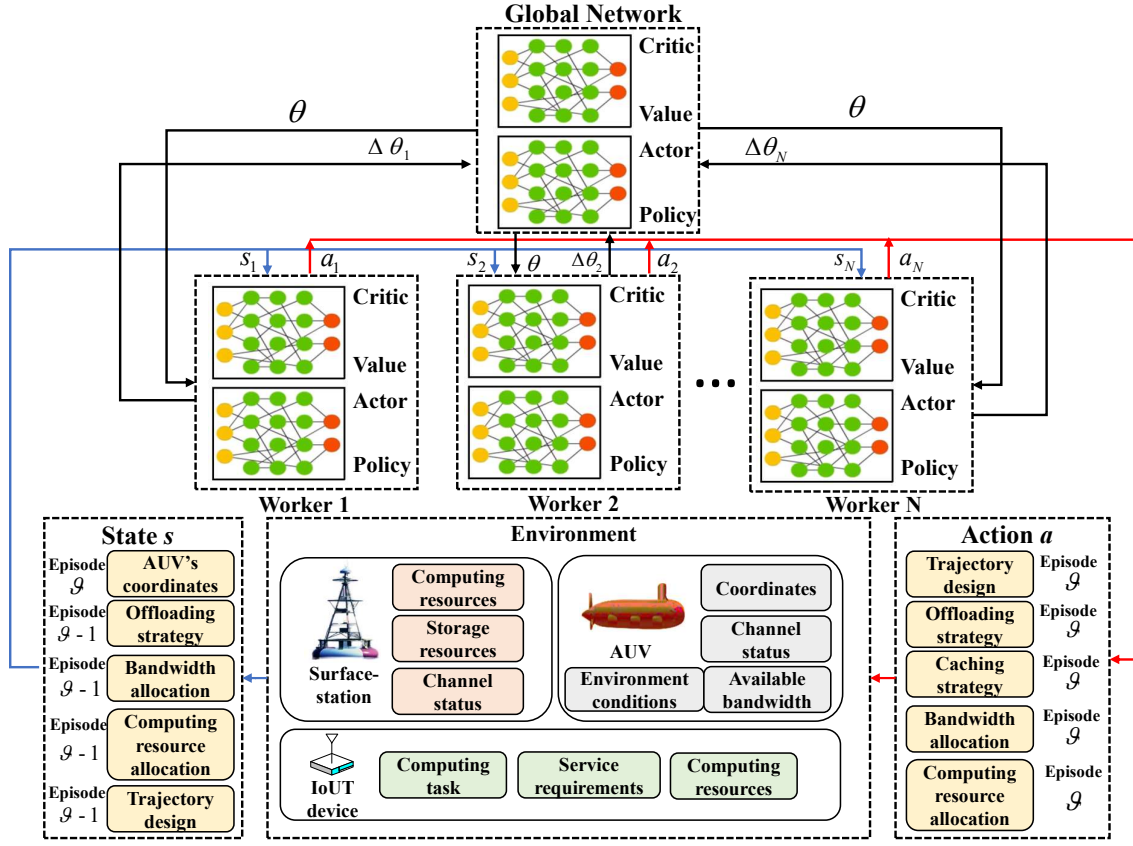 Global Network
Critic
Value
Actor
Policy
θ
θ
Δθ₁
Δθ_N
s₁
a₁
s₂
θ
Δθ₂
a₂
s_N
a_N
Critic
Value
Actor
Policy
Worker 1
Critic
Value
Actor
Policy
Worker 2
...
Critic
Value
Actor
Policy
Worker N
State s
Episode
ϑ
AUV's
coordinates
Episode
ϑ - 1
Offloading
strategy
Episode
ϑ - 1
Bandwidth
allocation
Episode
ϑ - 1
Computing
resource
allocation
Episode
ϑ - 1
Trajectory
design
Environment
Surface-
station
Computing
resources
Storage
resources
Channel
status
AUV
Coordinates
Channel
status
Environment
conditions
Available
bandwidth
IoUT
device
Computing
task
Service
requirements
Computing
resources
Action a
Trajectory
design
Episode
ϑ
Offloading
strategy
Episode
ϑ
Caching
strategy
Episode
ϑ
Bandwidth
allocation
Episode
ϑ
Computing
resource
allocation
Episode
ϑ